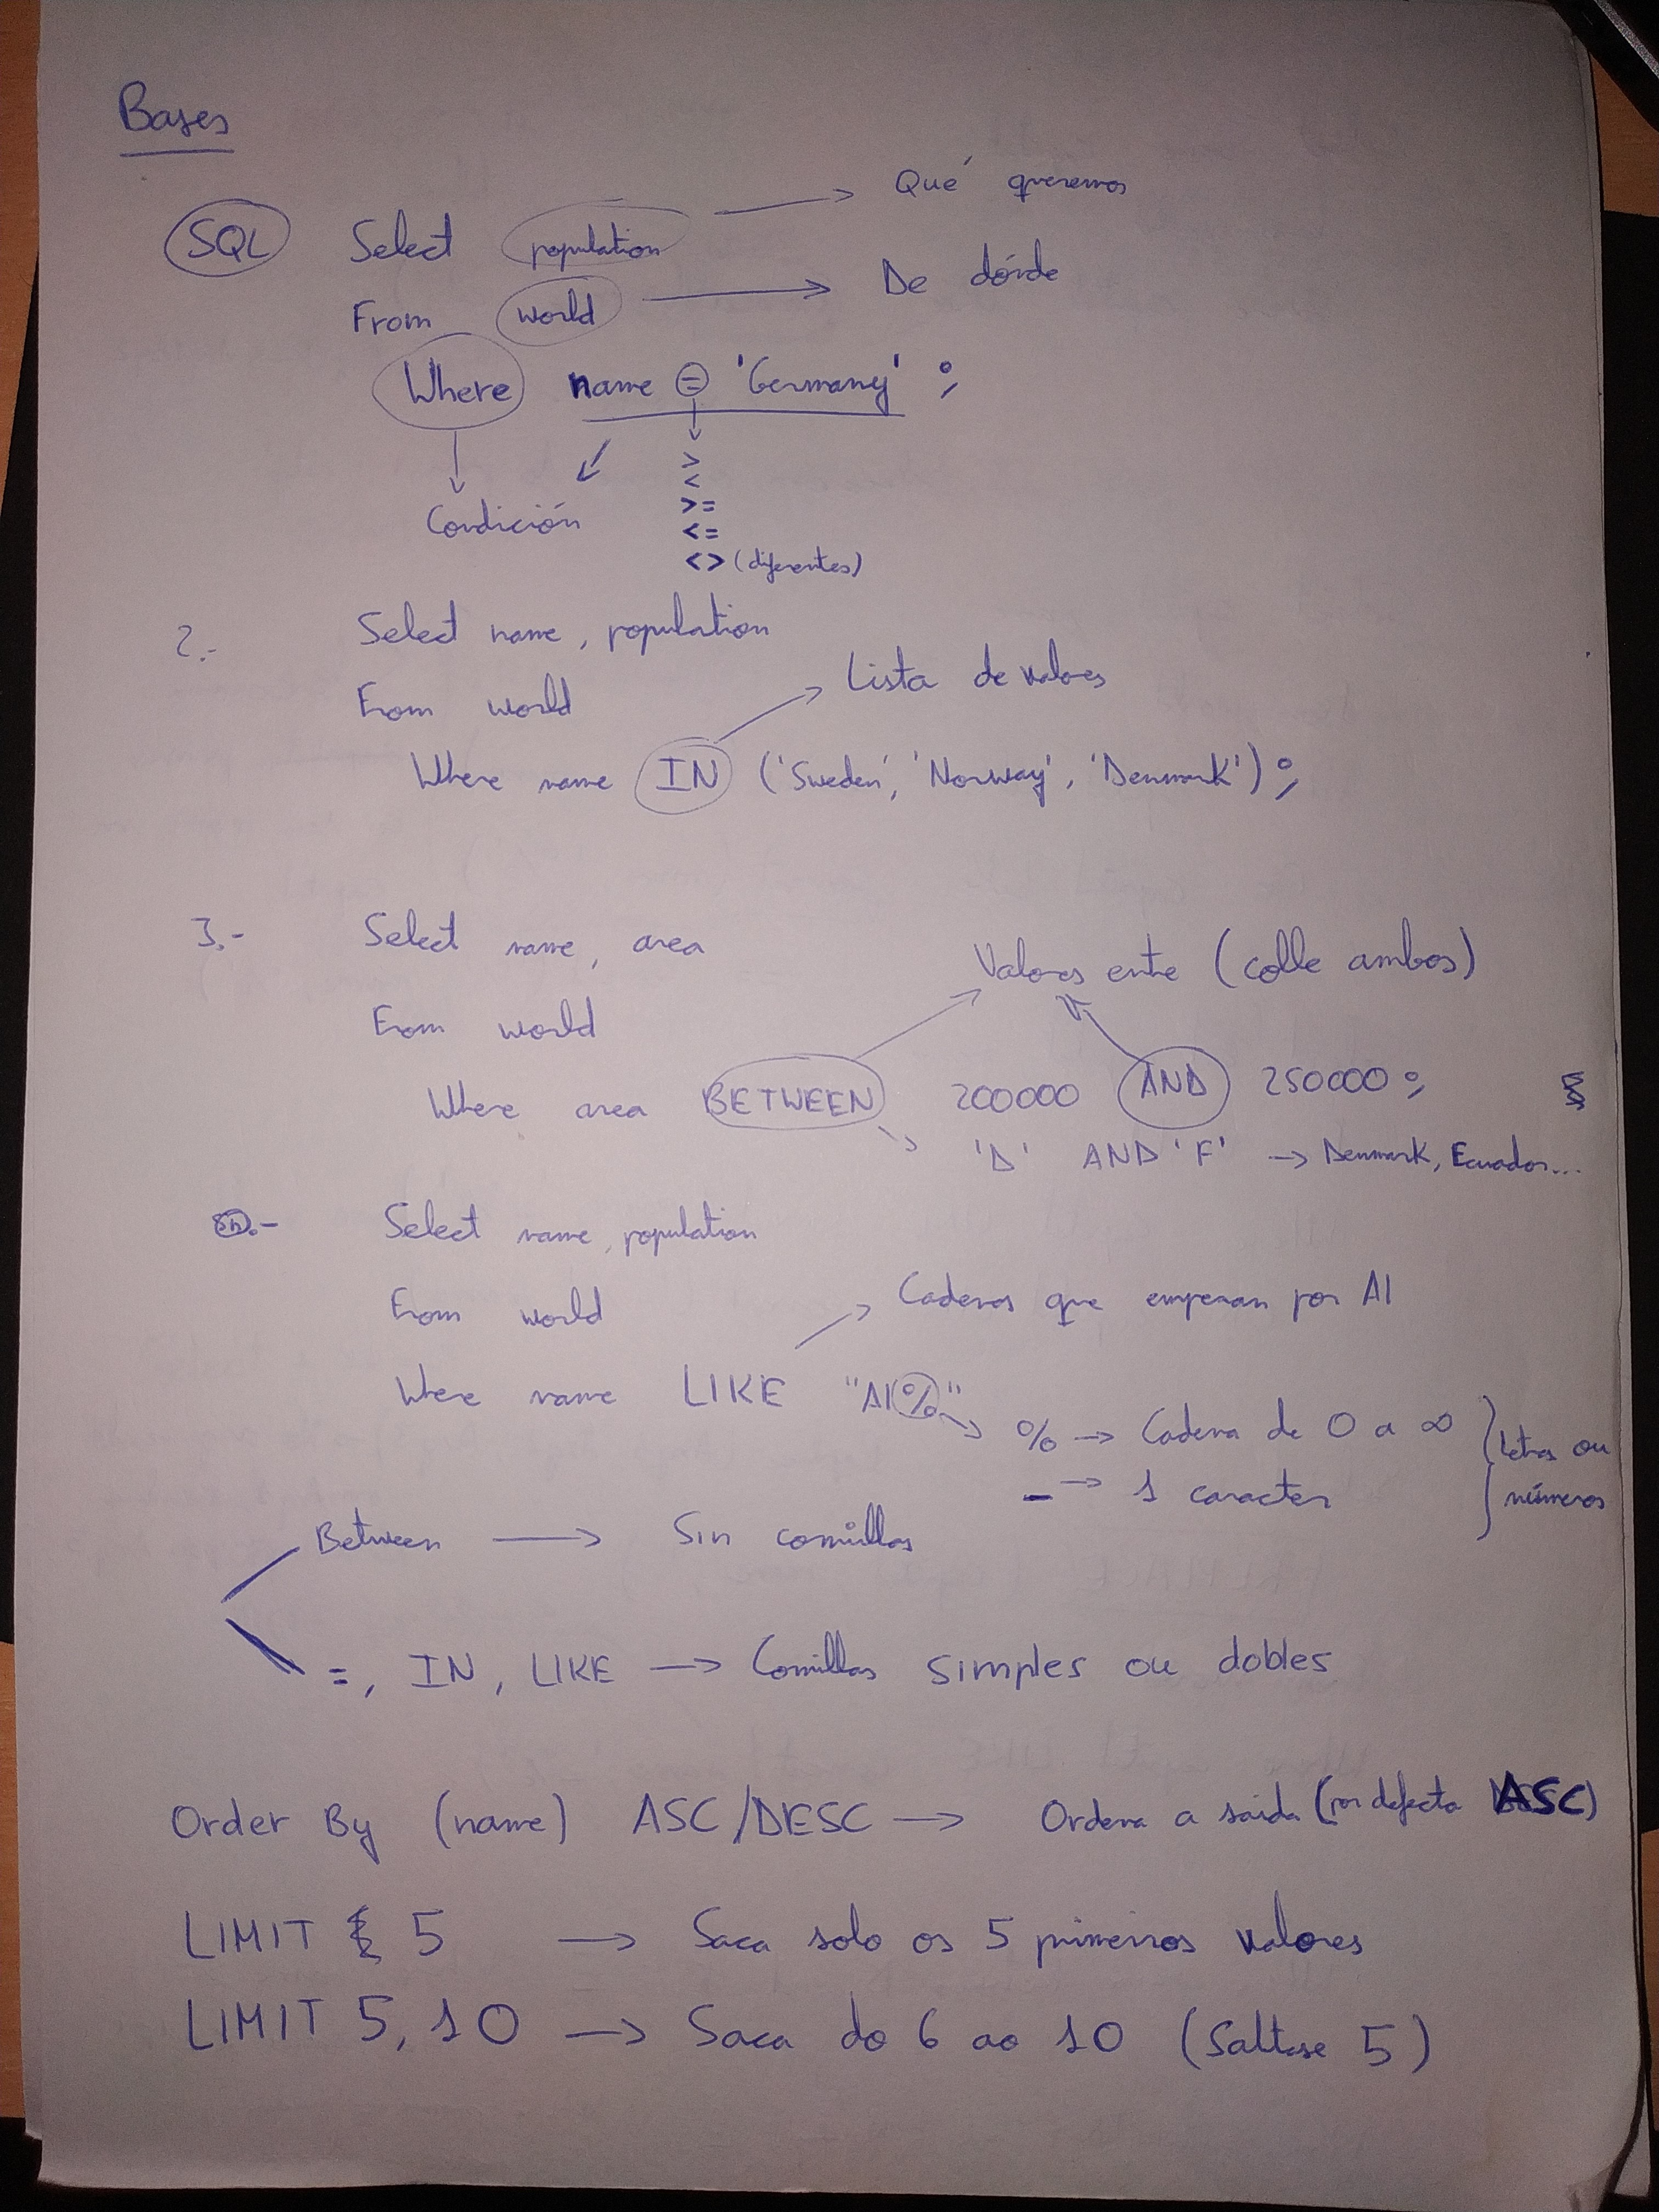 Bases
SQL Select population → Qué queremos
From world → De dónde
Where name = 'Germany' ;
>
<
>=
Condición
<=
<> (diferentes)
2.- Select name, population
From world
Lista de valores
Where name IN ('Sweden', 'Norway', 'Denmark') ;
3.- Select name, area
Valores ente (colle ambos)
From world
Where area BETWEEN 200000 AND 250000 ;
'D' AND 'F' → Denmark, Ecuador...
Select name, population
From world
Cadenas que empezan por Al
Where name LIKE "Al%"
% → Cadena de 0 a ∞
_ → 1 caracter
letras ou
números
Between → Sin comillas
=, IN, LIKE → Comillas simples ou dobles
Order By (name) ASC/DESC → Ordena a saída (por defecto ASC)
LIMIT 5 → Saca solo os 5 primeiros valores
LIMIT 5, 10 → Saca do 6 ao 10 (Saltase 5)